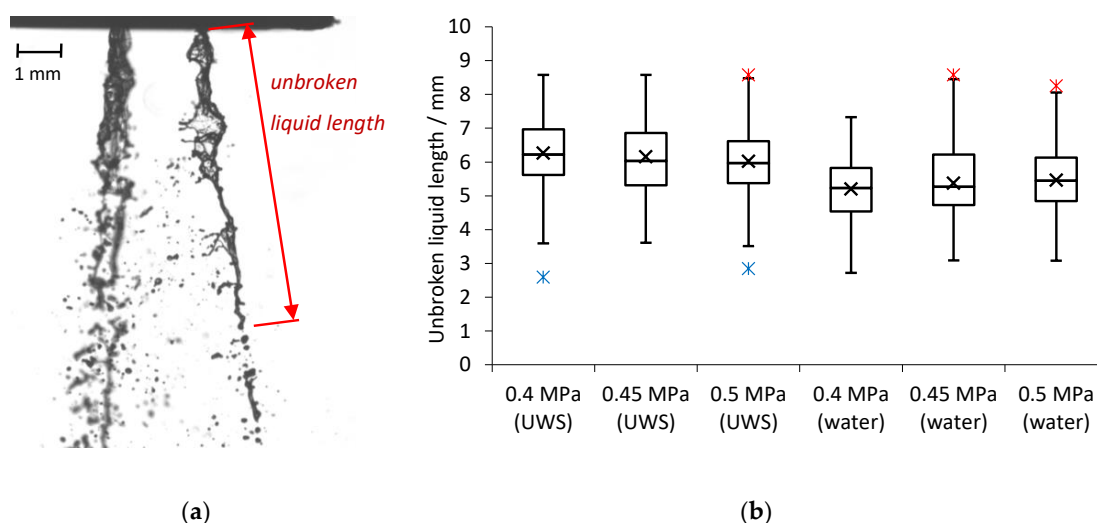 1 mm
unbroken
liquid length
(a)
Unbroken liquid length / mm
10
9
8
7
6
5
4
3
2
1
0
0.4 MPa 0.45 MPa 0.5 MPa 0.4 MPa 0.45 MPa 0.5 MPa
(UWS) (UWS) (UWS) (water) (water) (water)
(b)